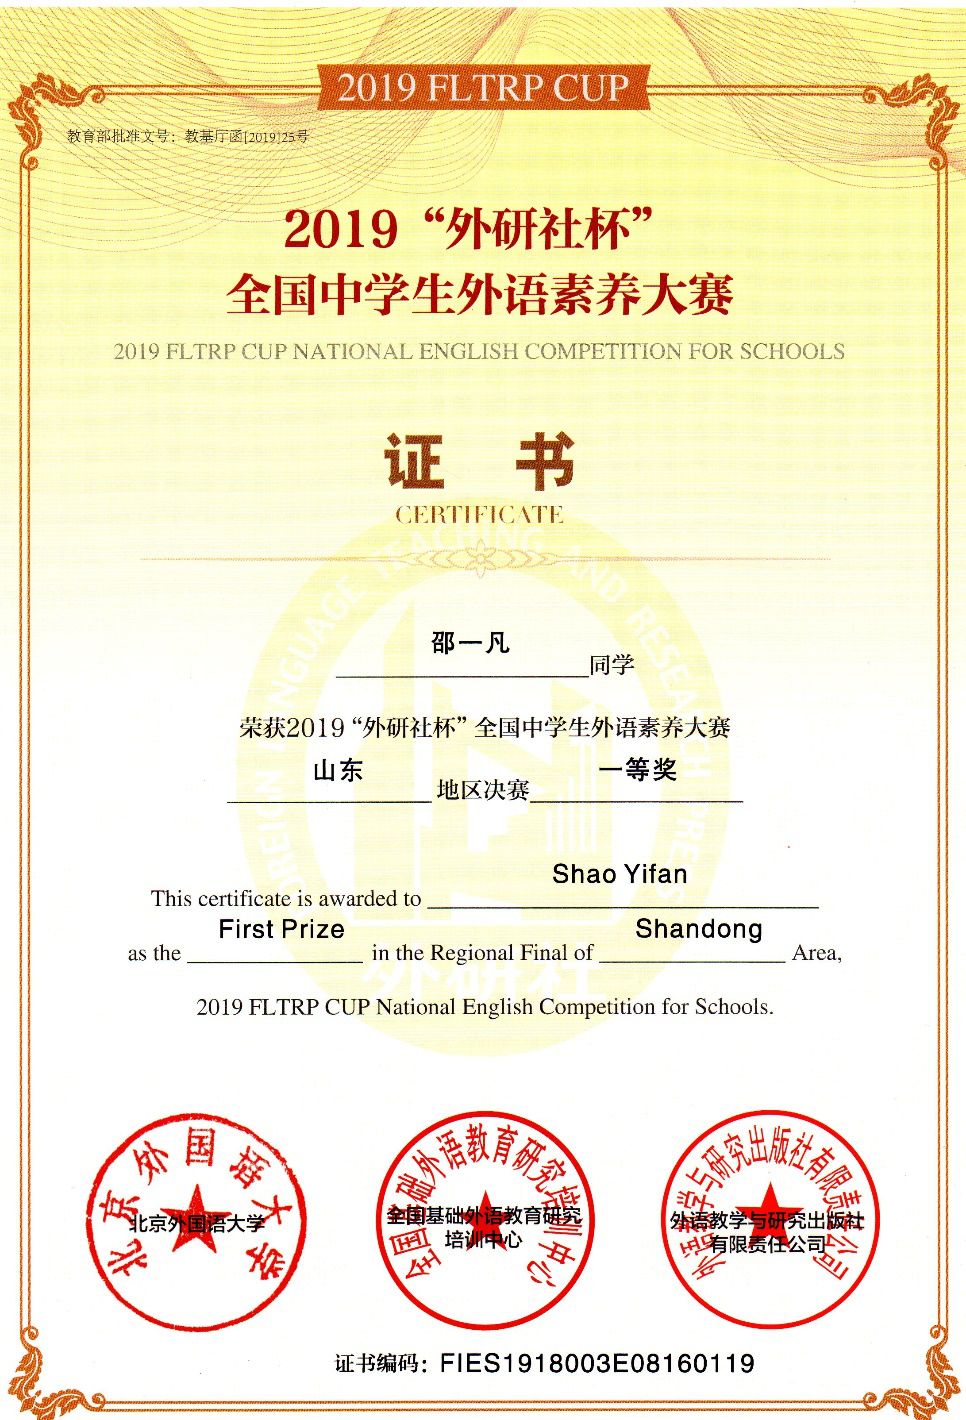 2019 FLTRP CUP
教育部批准文号：教基厅函[2019]25号
2019“外研社杯”
全国中学生外语素养大赛
2019 FLTRP CUP NATIONAL ENGLISH COMPETITION FOR SCHOOLS
证 书
CERTIFICATE
FOREIGN LANGUAGE TEACHING AND RESEARCH PRESS
外研社
邵一凡 同学
荣获2019“外研社杯”全国中学生外语素养大赛
山东 地区决赛 一等奖
This certificate is awarded to Shao Yifan
as the First Prize in the Regional Final of Shandong Area,
2019 FLTRP CUP National English Competition for Schools.
北京外国语大学
北京外国语大学
全国基础外语教育研究培训中心
全国基础外语教育研究
培训中心
外语教学与研究出版社有限责任公司
外语教学与研究出版社
有限责任公司
证书编码：FIES1918003E08160119